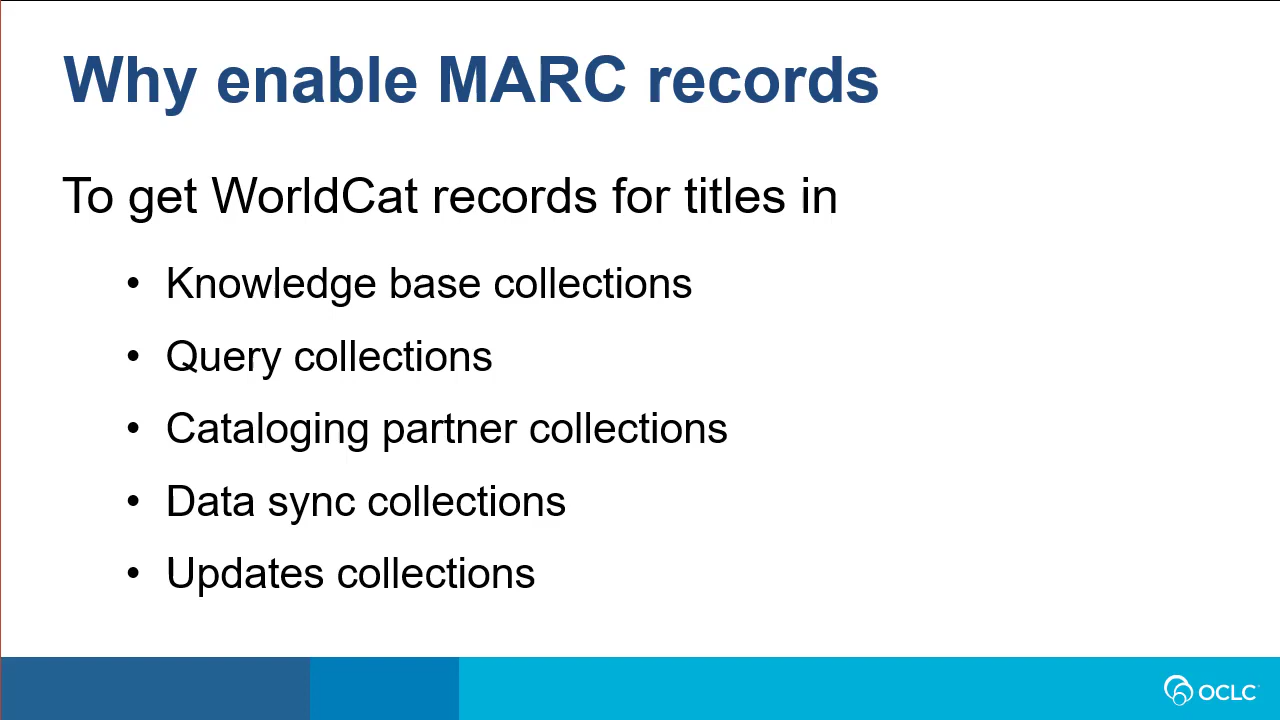 Why enable MARC records
To get WorldCat records for titles in
• Knowledge base collections
• Query collections
• Cataloging partner collections
• Data sync collections
• Updates collections
OCLC